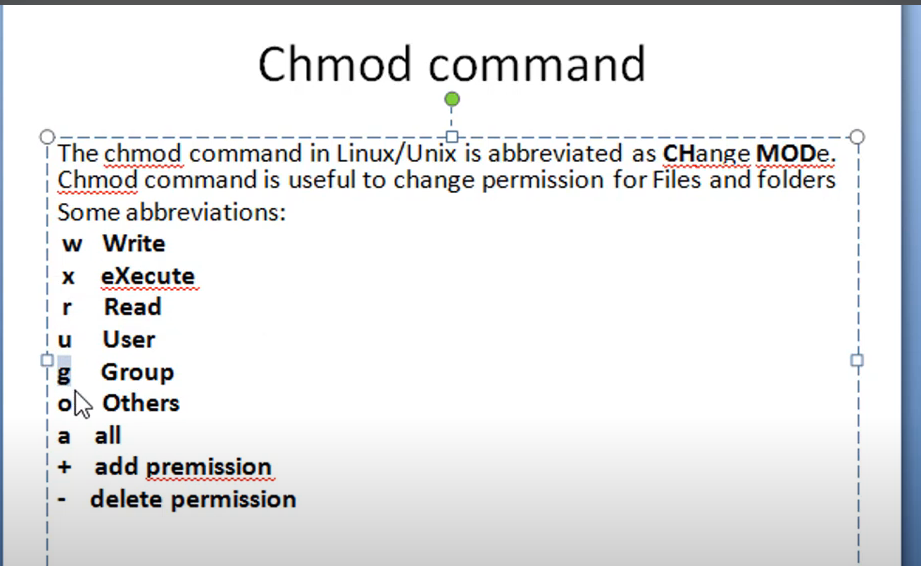 Chmod command
The chmod command in Linux/Unix is abbreviated as CHange MODe.
Chmod command is useful to change permission for Files and folders
Some abbreviations:
w Write
x eXecute
r Read
u User
g Group
o Others
a all
+ add premission
- delete permission